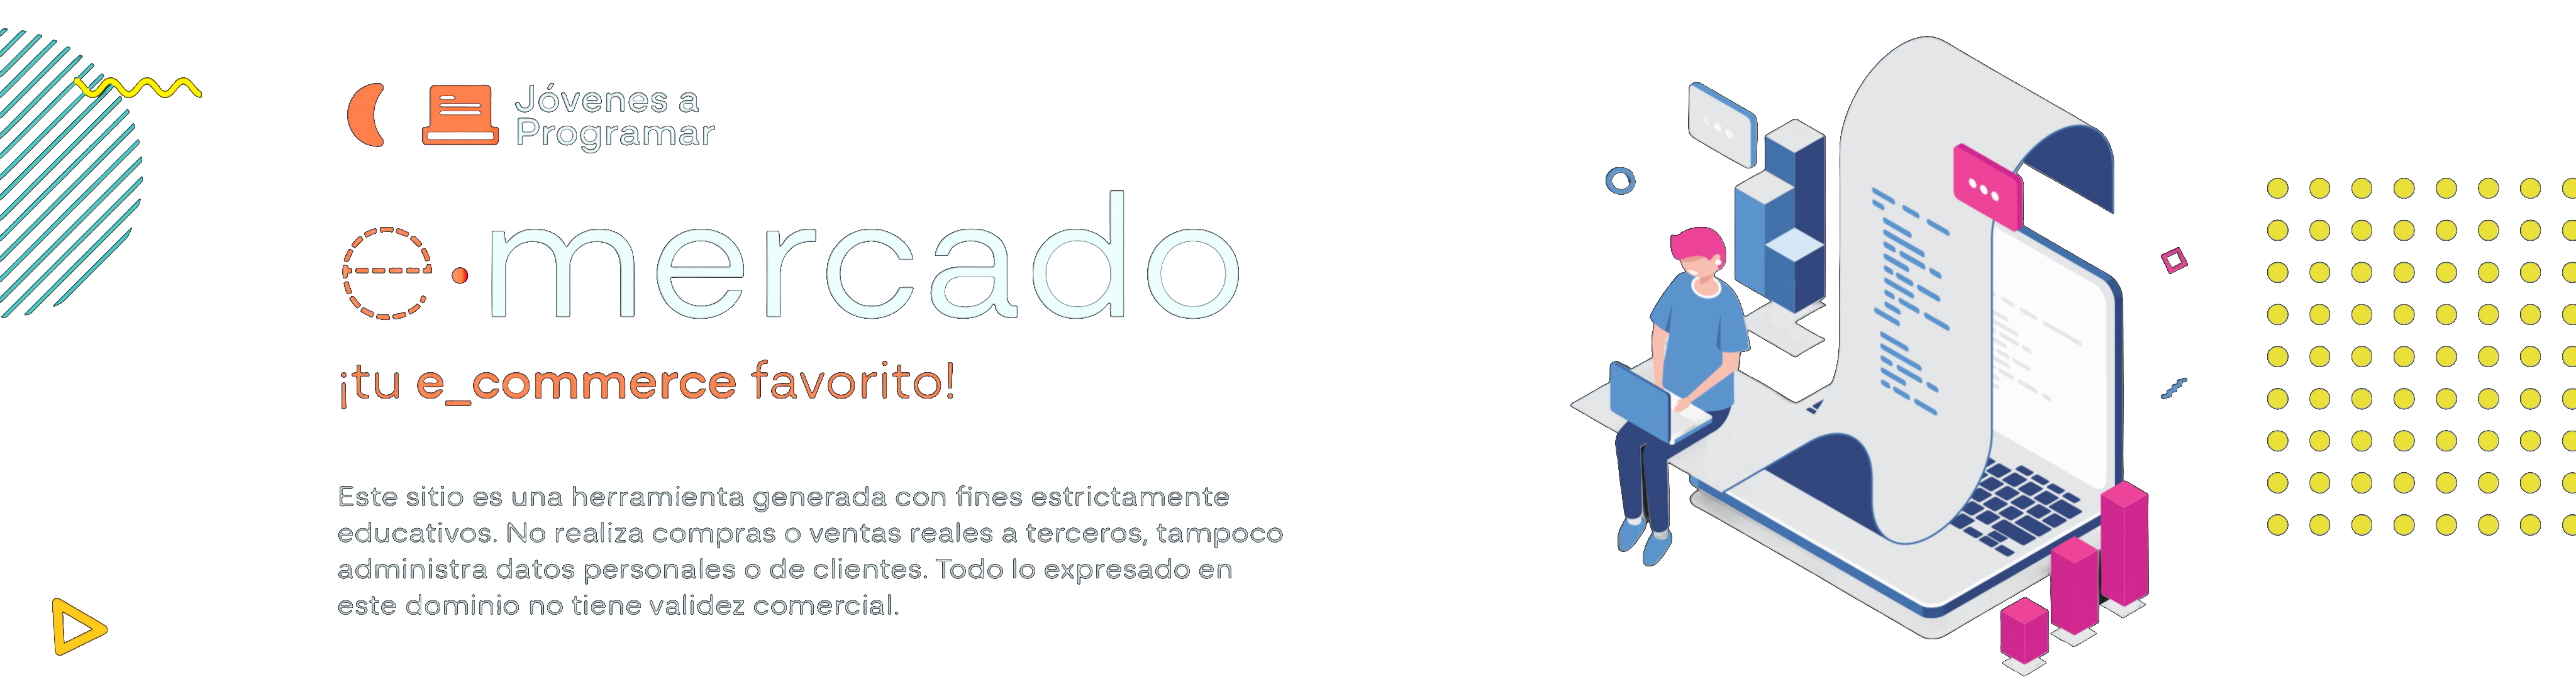 Jóvenes a
Programar
e·mercado
¡tu e_commerce favorito!
Este sitio es una herramienta generada con fines estrictamente
educativos. No realiza compras o ventas reales a terceros, tampoco
administra datos personales o de clientes. Todo lo expresado en
este dominio no tiene validez comercial.